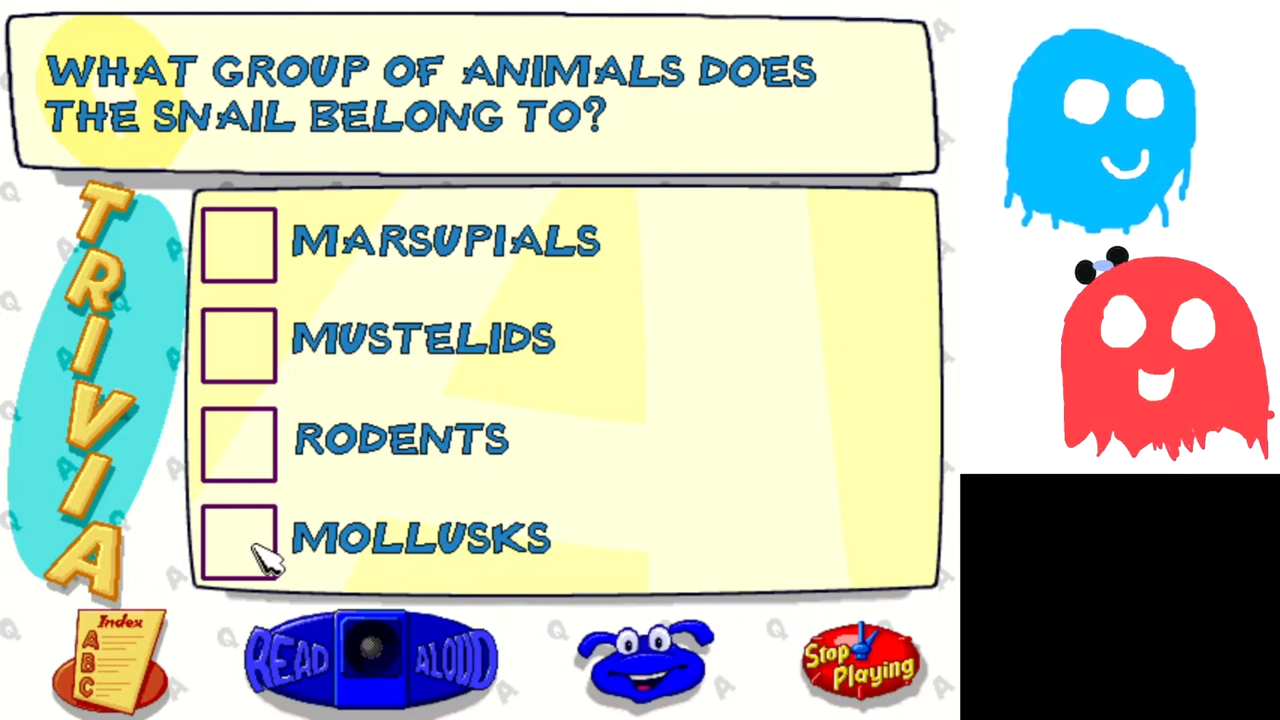 WHAT GROUP OF ANIMALS DOES
THE SNAIL BELONG TO?
TRIVIA
MARSUPIALS
MUSTELIDS
RODENTS
MOLLUSKS
Index
A
B
C
READ ALOUD
Stop
Playing